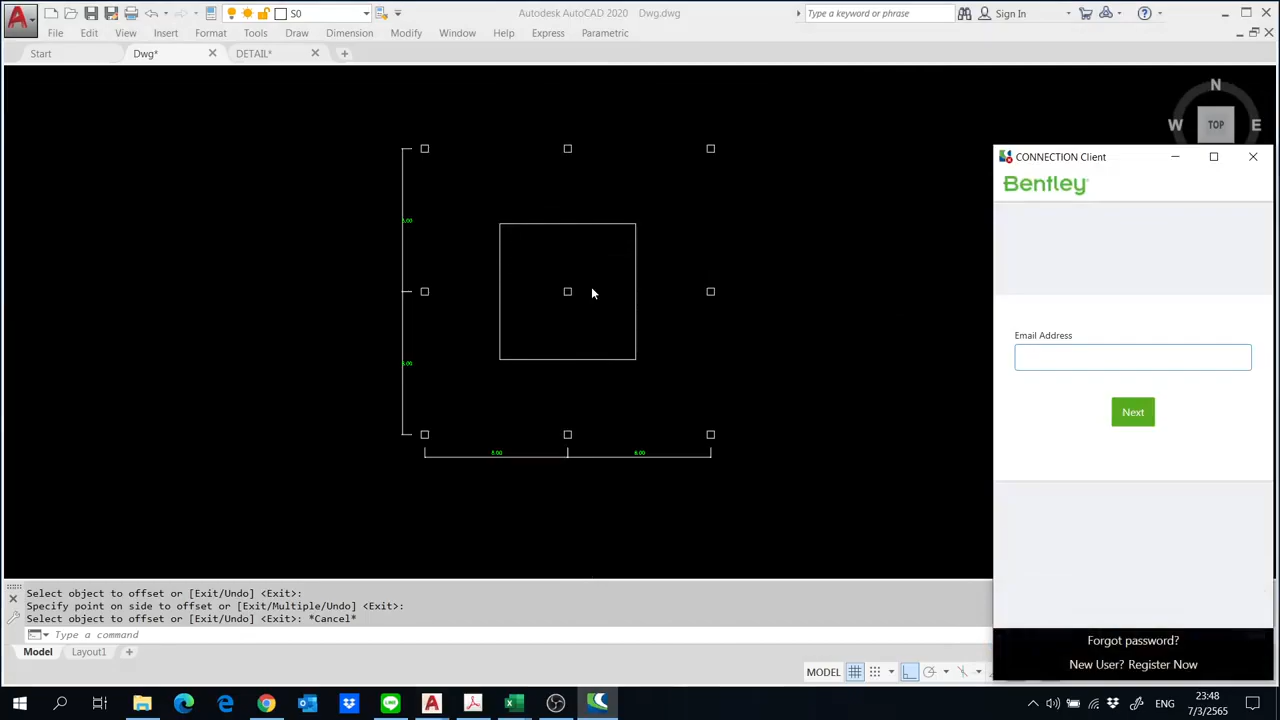 S0
Autodesk AutoCAD 2020 Dwg.dwg
Type a keyword or phrase
Sign In
File Edit View Insert Format Tools Draw Dimension Modify Window Help Express Parametric
Start
Dwg*
DETAIL*
N
W
TOP
E
CONNECTION Client
Bentley
Email Address
Next
Forgot password?
New User? Register Now
6.00
Select object to offset or [Exit/Undo] <Exit>:
Specify point on side to offset or [Exit/Multiple/Undo] <Exit>:
Select object to offset or [Exit/Undo] <Exit>: *Cancel*
Type a command
Model
Layout1
MODEL
ENG
23:48
7/3/2565